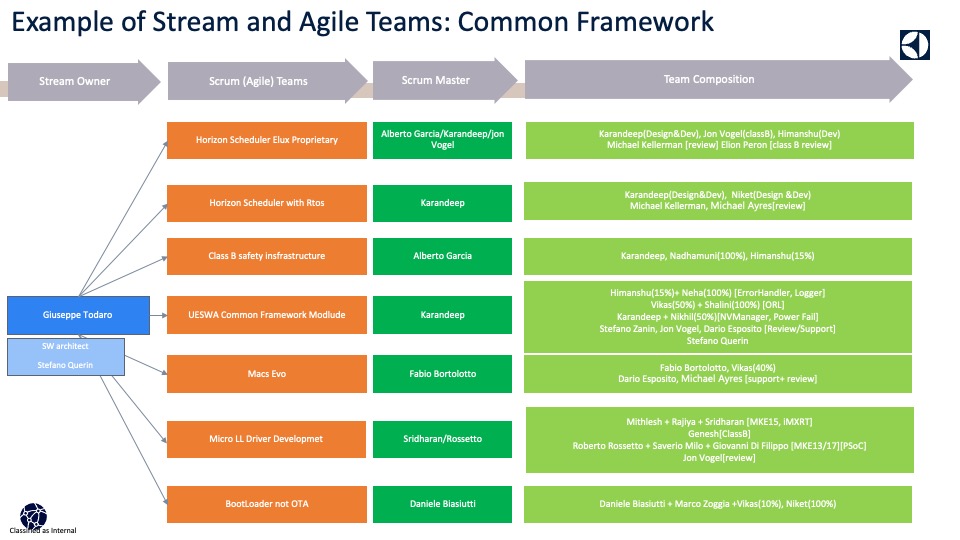 Example of Stream and Agile Teams: Common Framework
Stream Owner
Scrum (Agile) Teams
Scrum Master
Team Composition
Horizon Scheduler Elux Proprietary
Alberto Garcia/Karandeep/jon
Vogel
Karandeep(Design&Dev), Jon Vogel(classB), Himanshu(Dev)
Michael Kellerman [review] Elion Peron [class B review]
Horizon Scheduler with Rtos
Karandeep
Karandeep(Design&Dev), Niket(Design &Dev)
Michael Kellerman, Michael Ayres[review]
Class B safety insfrastructure
Alberto Garcia
Karandeep, Nadhamuni(100%), Himanshu(15%)
Giuseppe Todaro
SW architect
Stefano Querin
UESWA Common Framework Modlude
Karandeep
Himanshu(15%)+ Neha(100%) [ErrorHandler, Logger]
Vikas(50%) + Shalini(100%) [ORL]
Karandeep + Nikhil(50%)[NVManager, Power Fail]
Stefano Zanin, Jon Vogel, Dario Esposito [Review/Support]
Stefano Querin
Macs Evo
Fabio Bortolotto
Fabio Bortolotto, Vikas(40%)
Dario Esposito, Michael Ayres [support+ review]
Micro LL Driver Developmet
Sridharan/Rossetto
Mithlesh + Rajiya + Sridharan [MKE15, iMXRT]
Genesh[ClassB]
Roberto Rossetto + Saverio Milo + Giovanni Di Filippo [MKE13/17][PSoC]
Jon Vogel[review]
BootLoader not OTA
Daniele Biasiutti
Daniele Biasiutti + Marco Zoggia +Vikas(10%), Niket(100%)
Classified as Internal